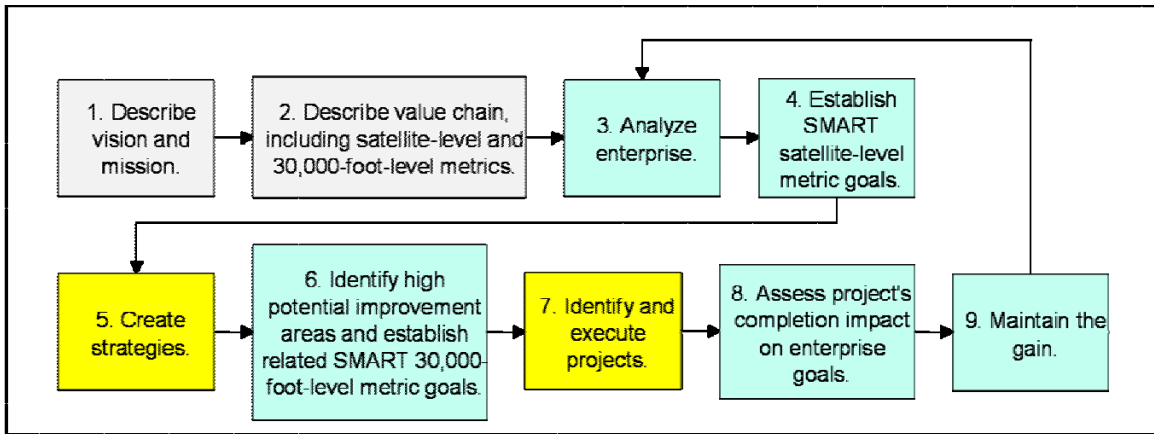 1. Describe
vision and
mission.
2. Describe value chain,
including satellite-level and
30,000-foot-level metrics.
3. Analyze
enterprise.
4. Establish
SMART
satellite-level
metric goals.
5. Create
strategies.
6. Identify high
potential improvement
areas and establish
related SMART 30,000-
foot-level metric goals.
7. Identify and
execute
projects.
8. Assess project's
completion impact
on enterprise
goals.
9. Maintain the
gain.